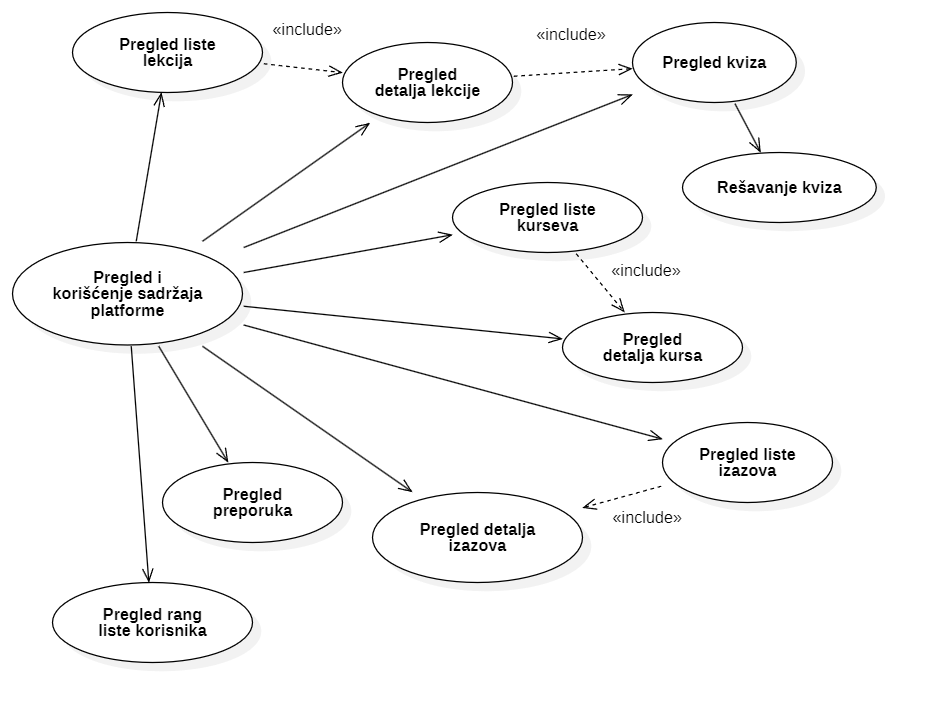 Pregled liste
lekcija
«include»
Pregled
detalja lekcije
«include»
Pregled kviza
Rešavanje kviza
Pregled liste
kurseva
«include»
Pregled i
korišćenje sadržaja
platforme
Pregled
detalja kursa
Pregled liste
izazova
«include»
Pregled
preporuka
Pregled detalja
izazova
Pregled rang
liste korisnika